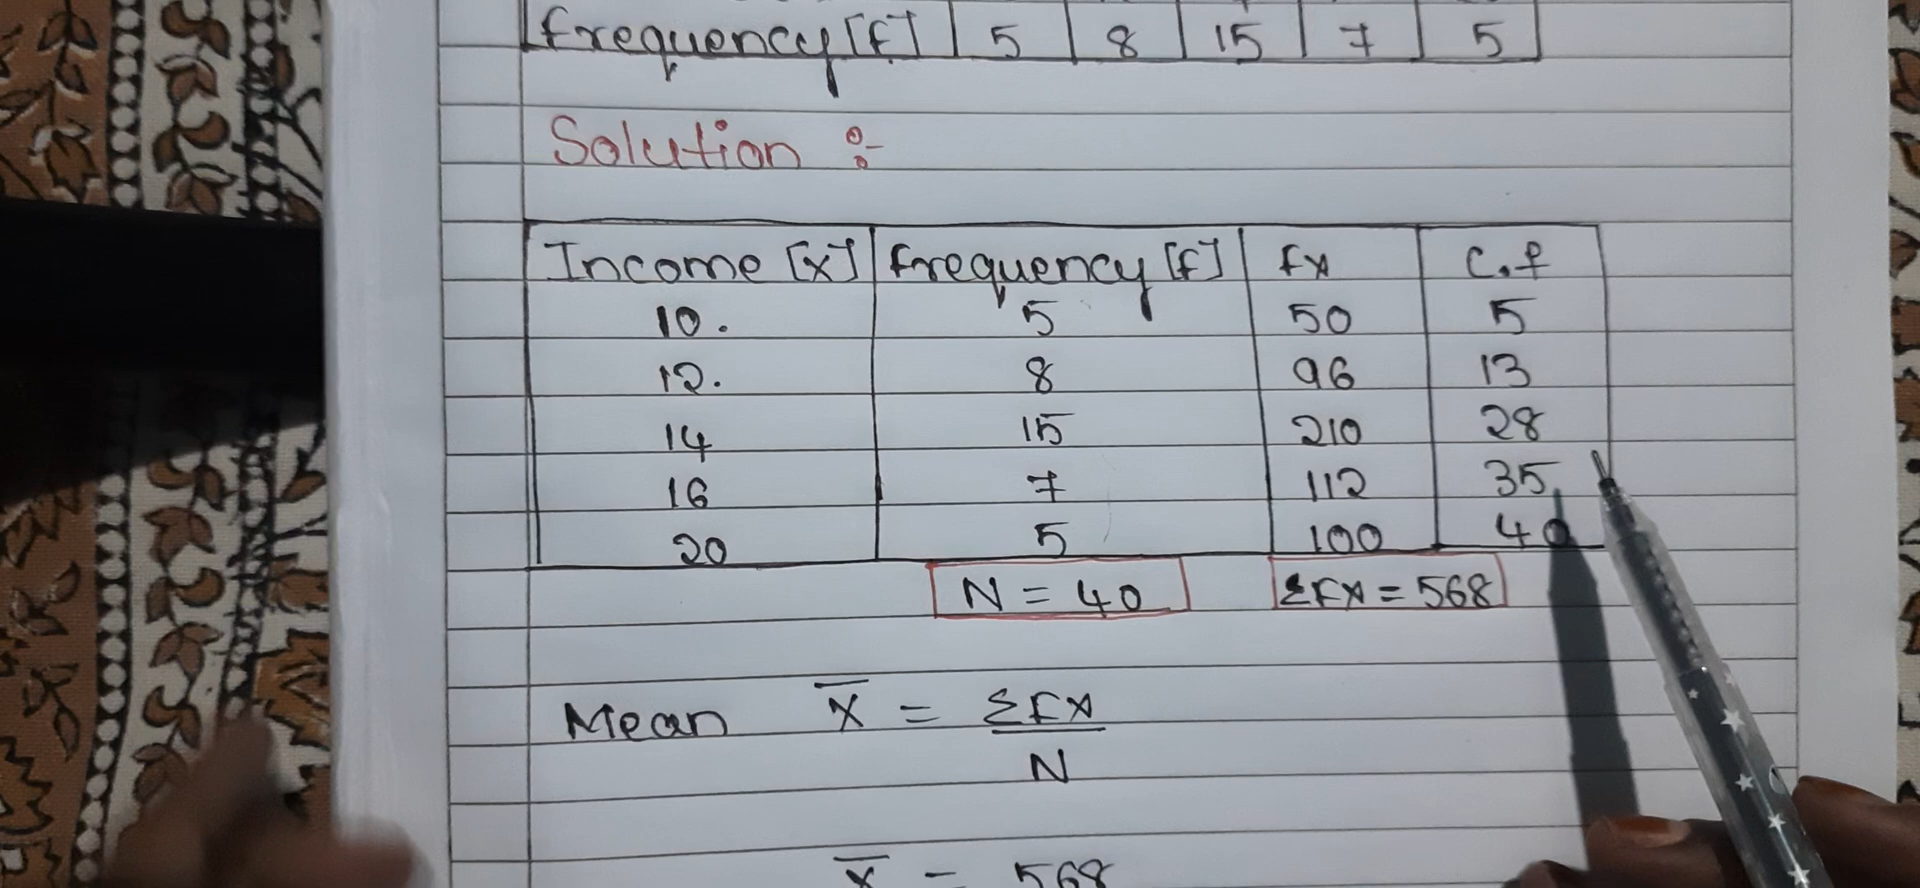 Frequency [f] 5 8 15 7 5
Solution :-
Income [x] Frequency [f] fx C.f
10. 5 50 5
12. 8 96 13
14 15 210 28
16 7 112 35
20 5 100 40
N = 40 Σfx = 568
Mean x̅ = Σfx
N
x̅ = 568